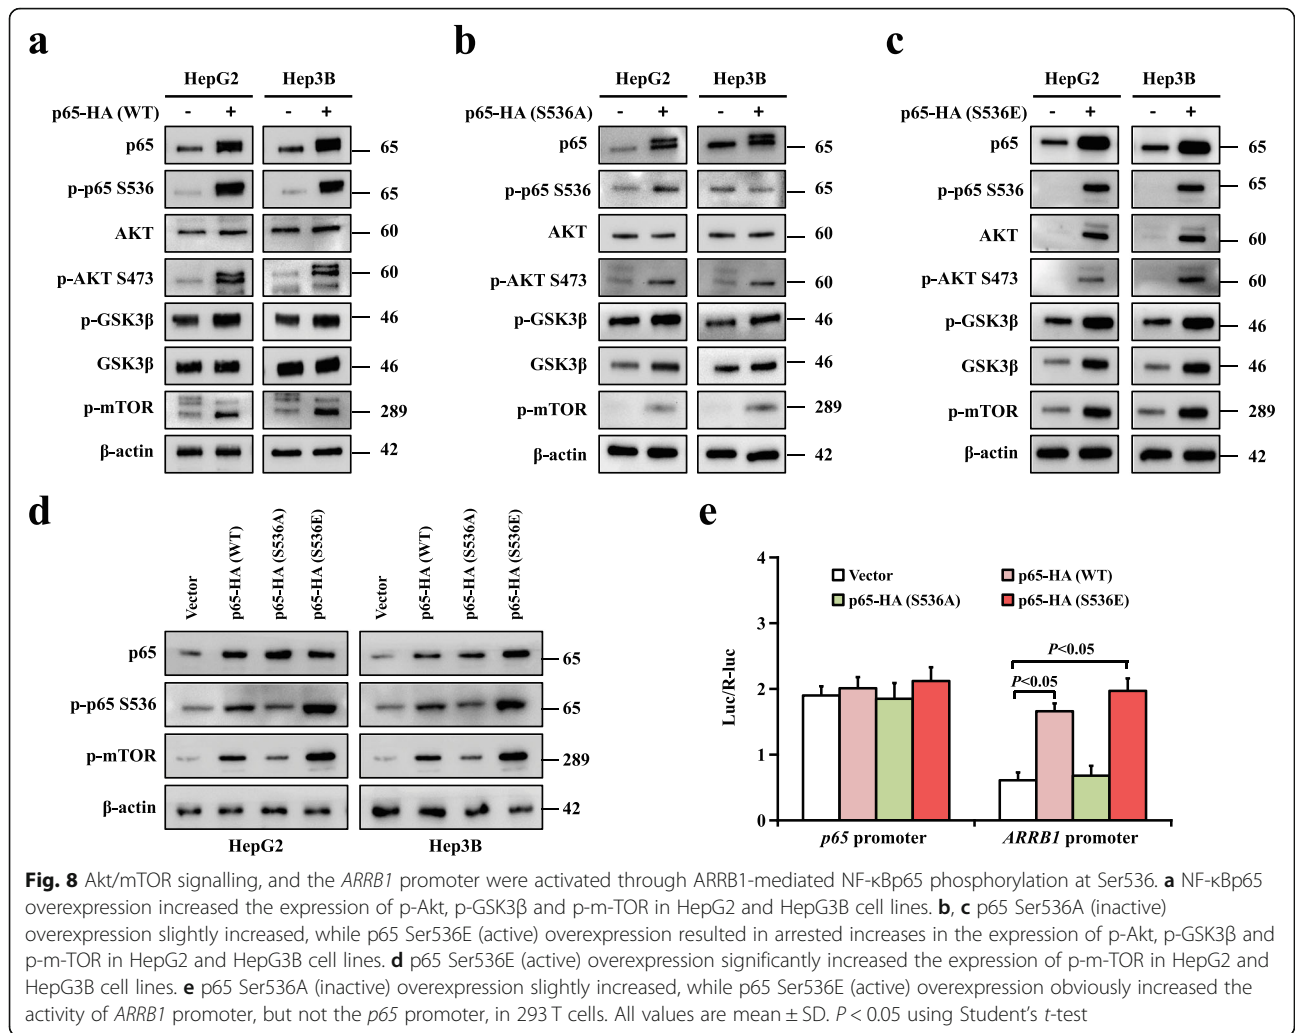 a
HepG2 Hep3B
p65-HA (WT) - + - +
p65 65
p-p65 S536 65
AKT 60
p-AKT S473 60
p-GSK3β 46
GSK3β 46
p-mTOR 289
β-actin 42
b
HepG2 Hep3B
p65-HA (S536A) - + - +
p65 65
p-p65 S536 65
AKT 60
p-AKT S473 60
p-GSK3β 46
GSK3β 46
p-mTOR 289
β-actin 42
c
HepG2 Hep3B
p65-HA (S536E) - + - +
p65 65
p-p65 S536 65
AKT 60
p-AKT S473 60
p-GSK3β 46
GSK3β 46
p-mTOR 289
β-actin 42
d
Vector p65-HA (WT) p65-HA (S536A) p65-HA (S536E) Vector p65-HA (WT) p65-HA (S536A) p65-HA (S536E)
p65 65
p-p65 S536 65
p-mTOR 289
β-actin 42
HepG2 Hep3B
e
Luc/R-luc
4
3
2
1
0
Vector p65-HA (WT)
p65-HA (S536A) p65-HA (S536E)
P<0.05
P<0.05
p65 promoter ARRB1 promoter
Fig. 8 Akt/mTOR signalling, and the ARRB1 promoter were activated through ARRB1-mediated NF-κBp65 phosphorylation at Ser536. a NF-κBp65
overexpression increased the expression of p-Akt, p-GSK3β and p-m-TOR in HepG2 and HepG3B cell lines. b, c p65 Ser536A (inactive)
overexpression slightly increased, while p65 Ser536E (active) overexpression resulted in arrested increases in the expression of p-Akt, p-GSK3β and
p-m-TOR in HepG2 and HepG3B cell lines. d p65 Ser536E (active) overexpression significantly increased the expression of p-m-TOR in HepG2 and
HepG3B cell lines. e p65 Ser536A (inactive) overexpression slightly increased, while p65 Ser536E (active) overexpression obviously increased the
activity of ARRB1 promoter, but not the p65 promoter, in 293 T cells. All values are mean ± SD. P < 0.05 using Student's t-test